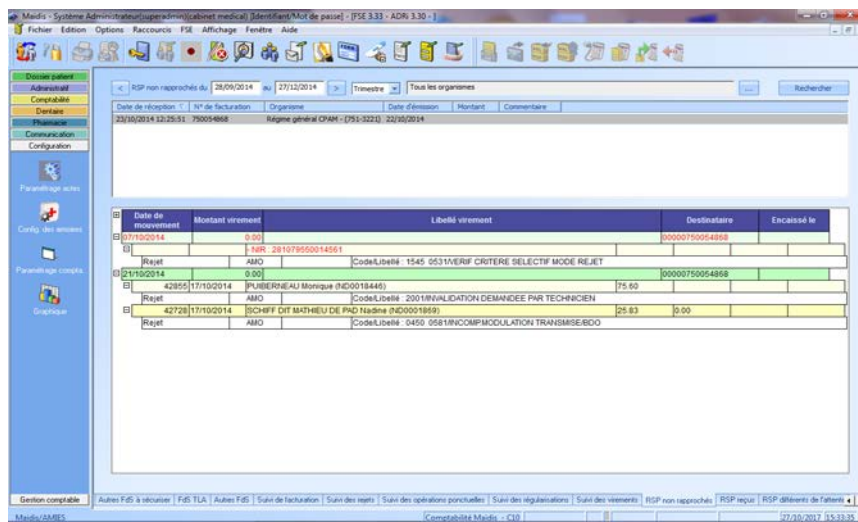 Maidis - Système Administrateur(superadmin)(cabinet medical) [Identifiant/Mot de passe] - [FSE 3.33 - ADRi 3.30 - ]
Fichier Edition Options Raccourcis FSE Affichage Fenêtre Aide
Dossier patient
Administratif
Comptabilité
Dentaire
Pharmacie
Communication
Configuration
Paramétrage actes
Config. des
Paramétrage compta.
Graphique
Gestion comptable
< RSP non rapprochés du 28/09/2014 au 27/12/2014 > Trimestre Tous les organismes ... Rechercher
Date de réception N° de facturation Organisme Date d'émission Montant Commentaire
23/10/2014 12:25:51 750054868 Régime général CPAM - (751-3221) 22/10/2014
Date de mouvement Montant virement Libellé virement Destinataire Encaissé le
07/10/2014 0.00 00000750054868
- NIR : 281079550014561
Rejet AMO Code/Libellé : 1545 0531/VERIF CRITERE SELECTIF MODE REJET
21/10/2014 0.00 00000750054868
42855 17/10/2014 PUIBERNEAU Monique (ND0018446) 75.60
Rejet AMO Code/Libellé : 2001/INVALIDATION DEMANDEE PAR TECHNICIEN
42728 17/10/2014 SCHIFF DIT MATHIEU DE PAD Nadine (ND0001869) 25.83 0.00
Rejet AMO Code/Libellé : 0450 0581/INCOMP.MODULATION TRANSMISE/BDO
Autres FdS à sécuriser FdS TLA Autres FdS Suivi de facturation Suivi des rejets Suivi des opérations ponctuelles Suivi des régularisations Suivi des virements RSP non rapprochés RSP reçus RSP différents de l'attente
Maidis/AMIES Comptabilité Maidis - C10 27/10/2017 15:33:35